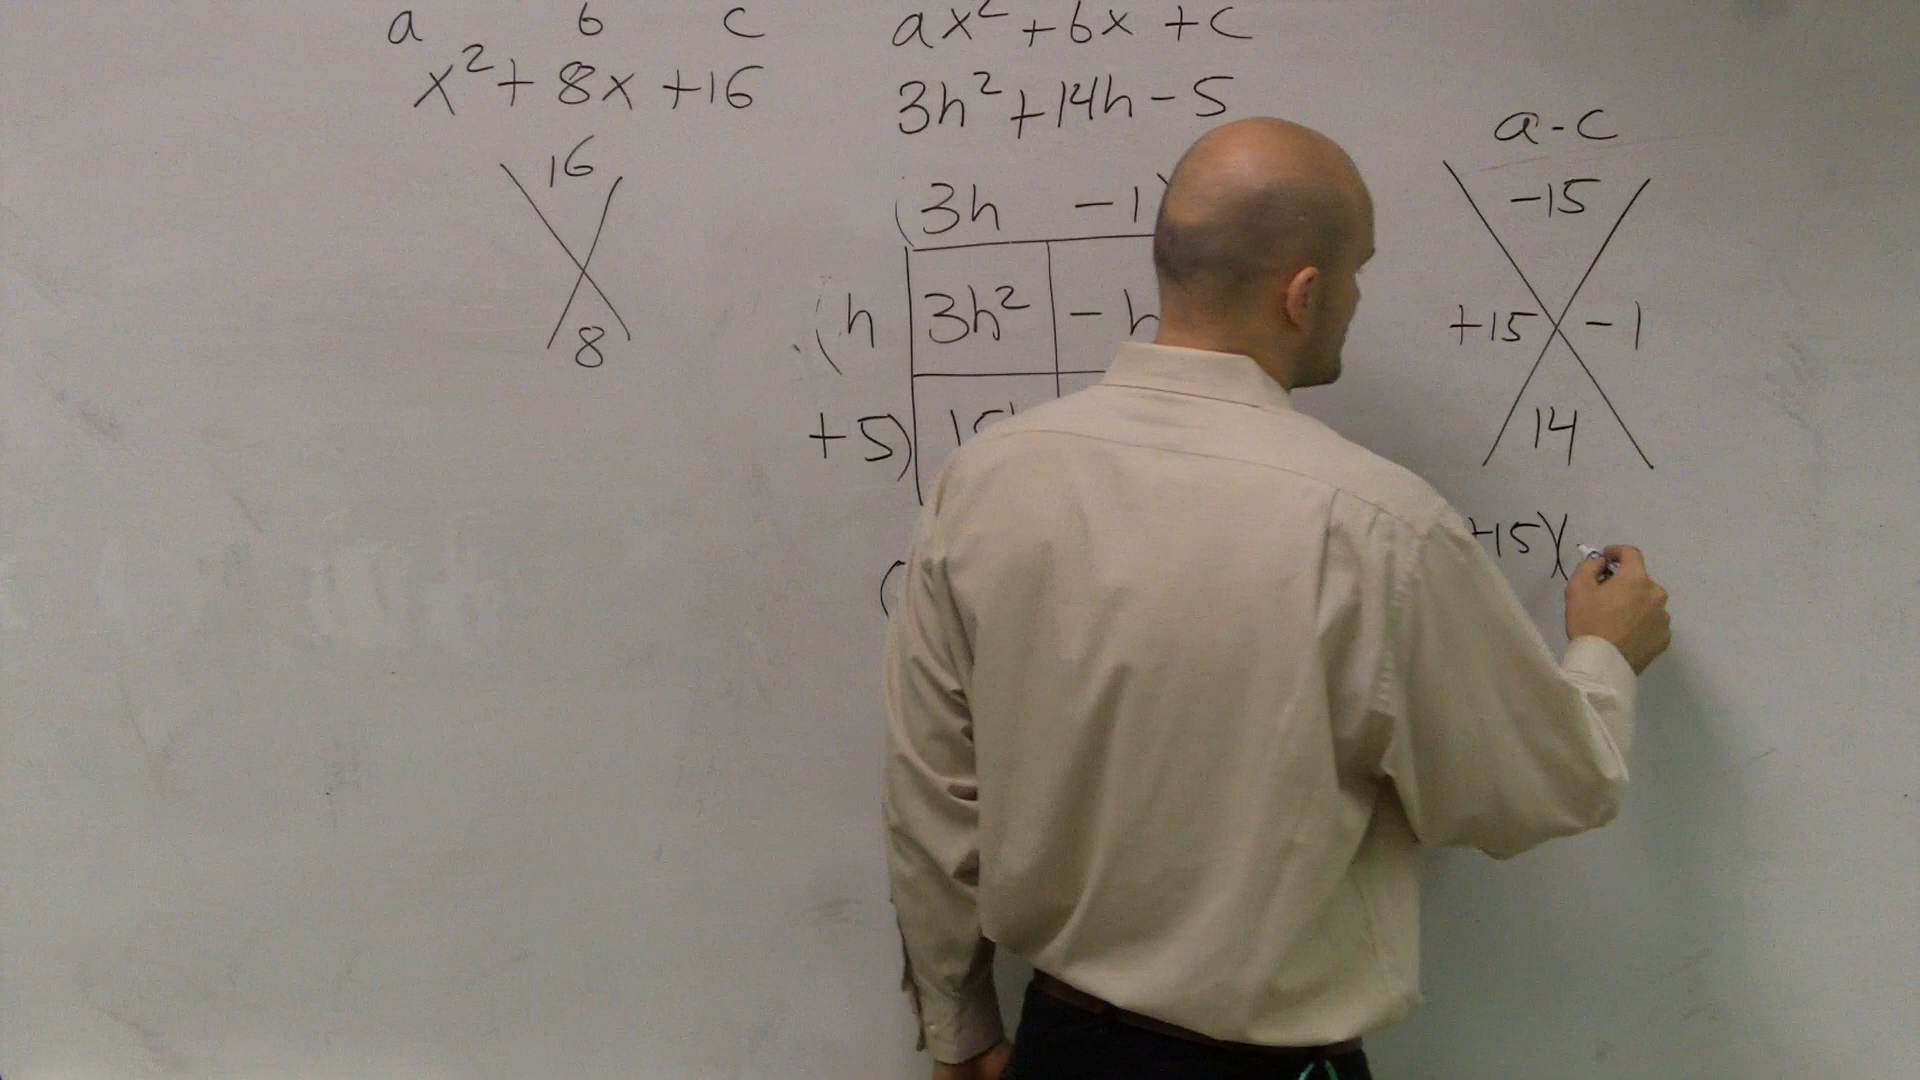 a b c
x²+ 8x +16
16
8
ax² + bx + c
3h² + 14h - 5
(3h -1)
(h 3h² -h
+5)
(
a-c
-15
+15 -1
14
+15)(